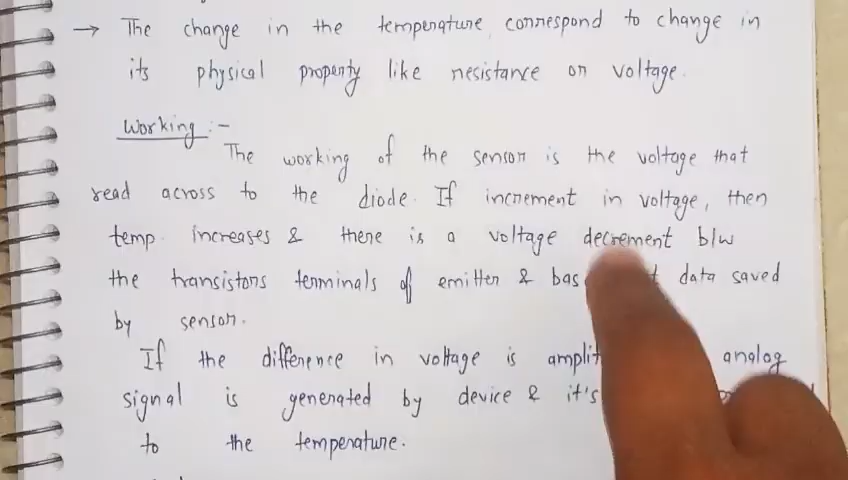 → The change in the temperature correspond to change in
its physical property like resistance or voltage.
Working :-
The working of the sensor is the voltage that
read across to the diode. If increment in voltage, then
temp. increases & there is a voltage decrement b/w
the transistors terminals of emitter & data saved
by sensor.
If the difference in voltage is analog
signal is generated by device & it's
to the temperature.